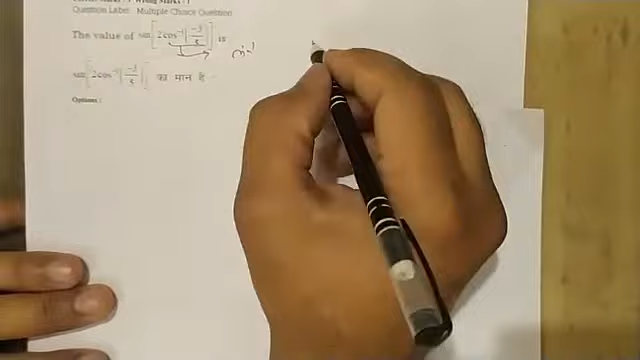 Question Label : Multiple Choice Question
The value of sin[2cos⁻¹(-3/5)] is
sin[2cos⁻¹(-3/5)] का मान है -
Options :